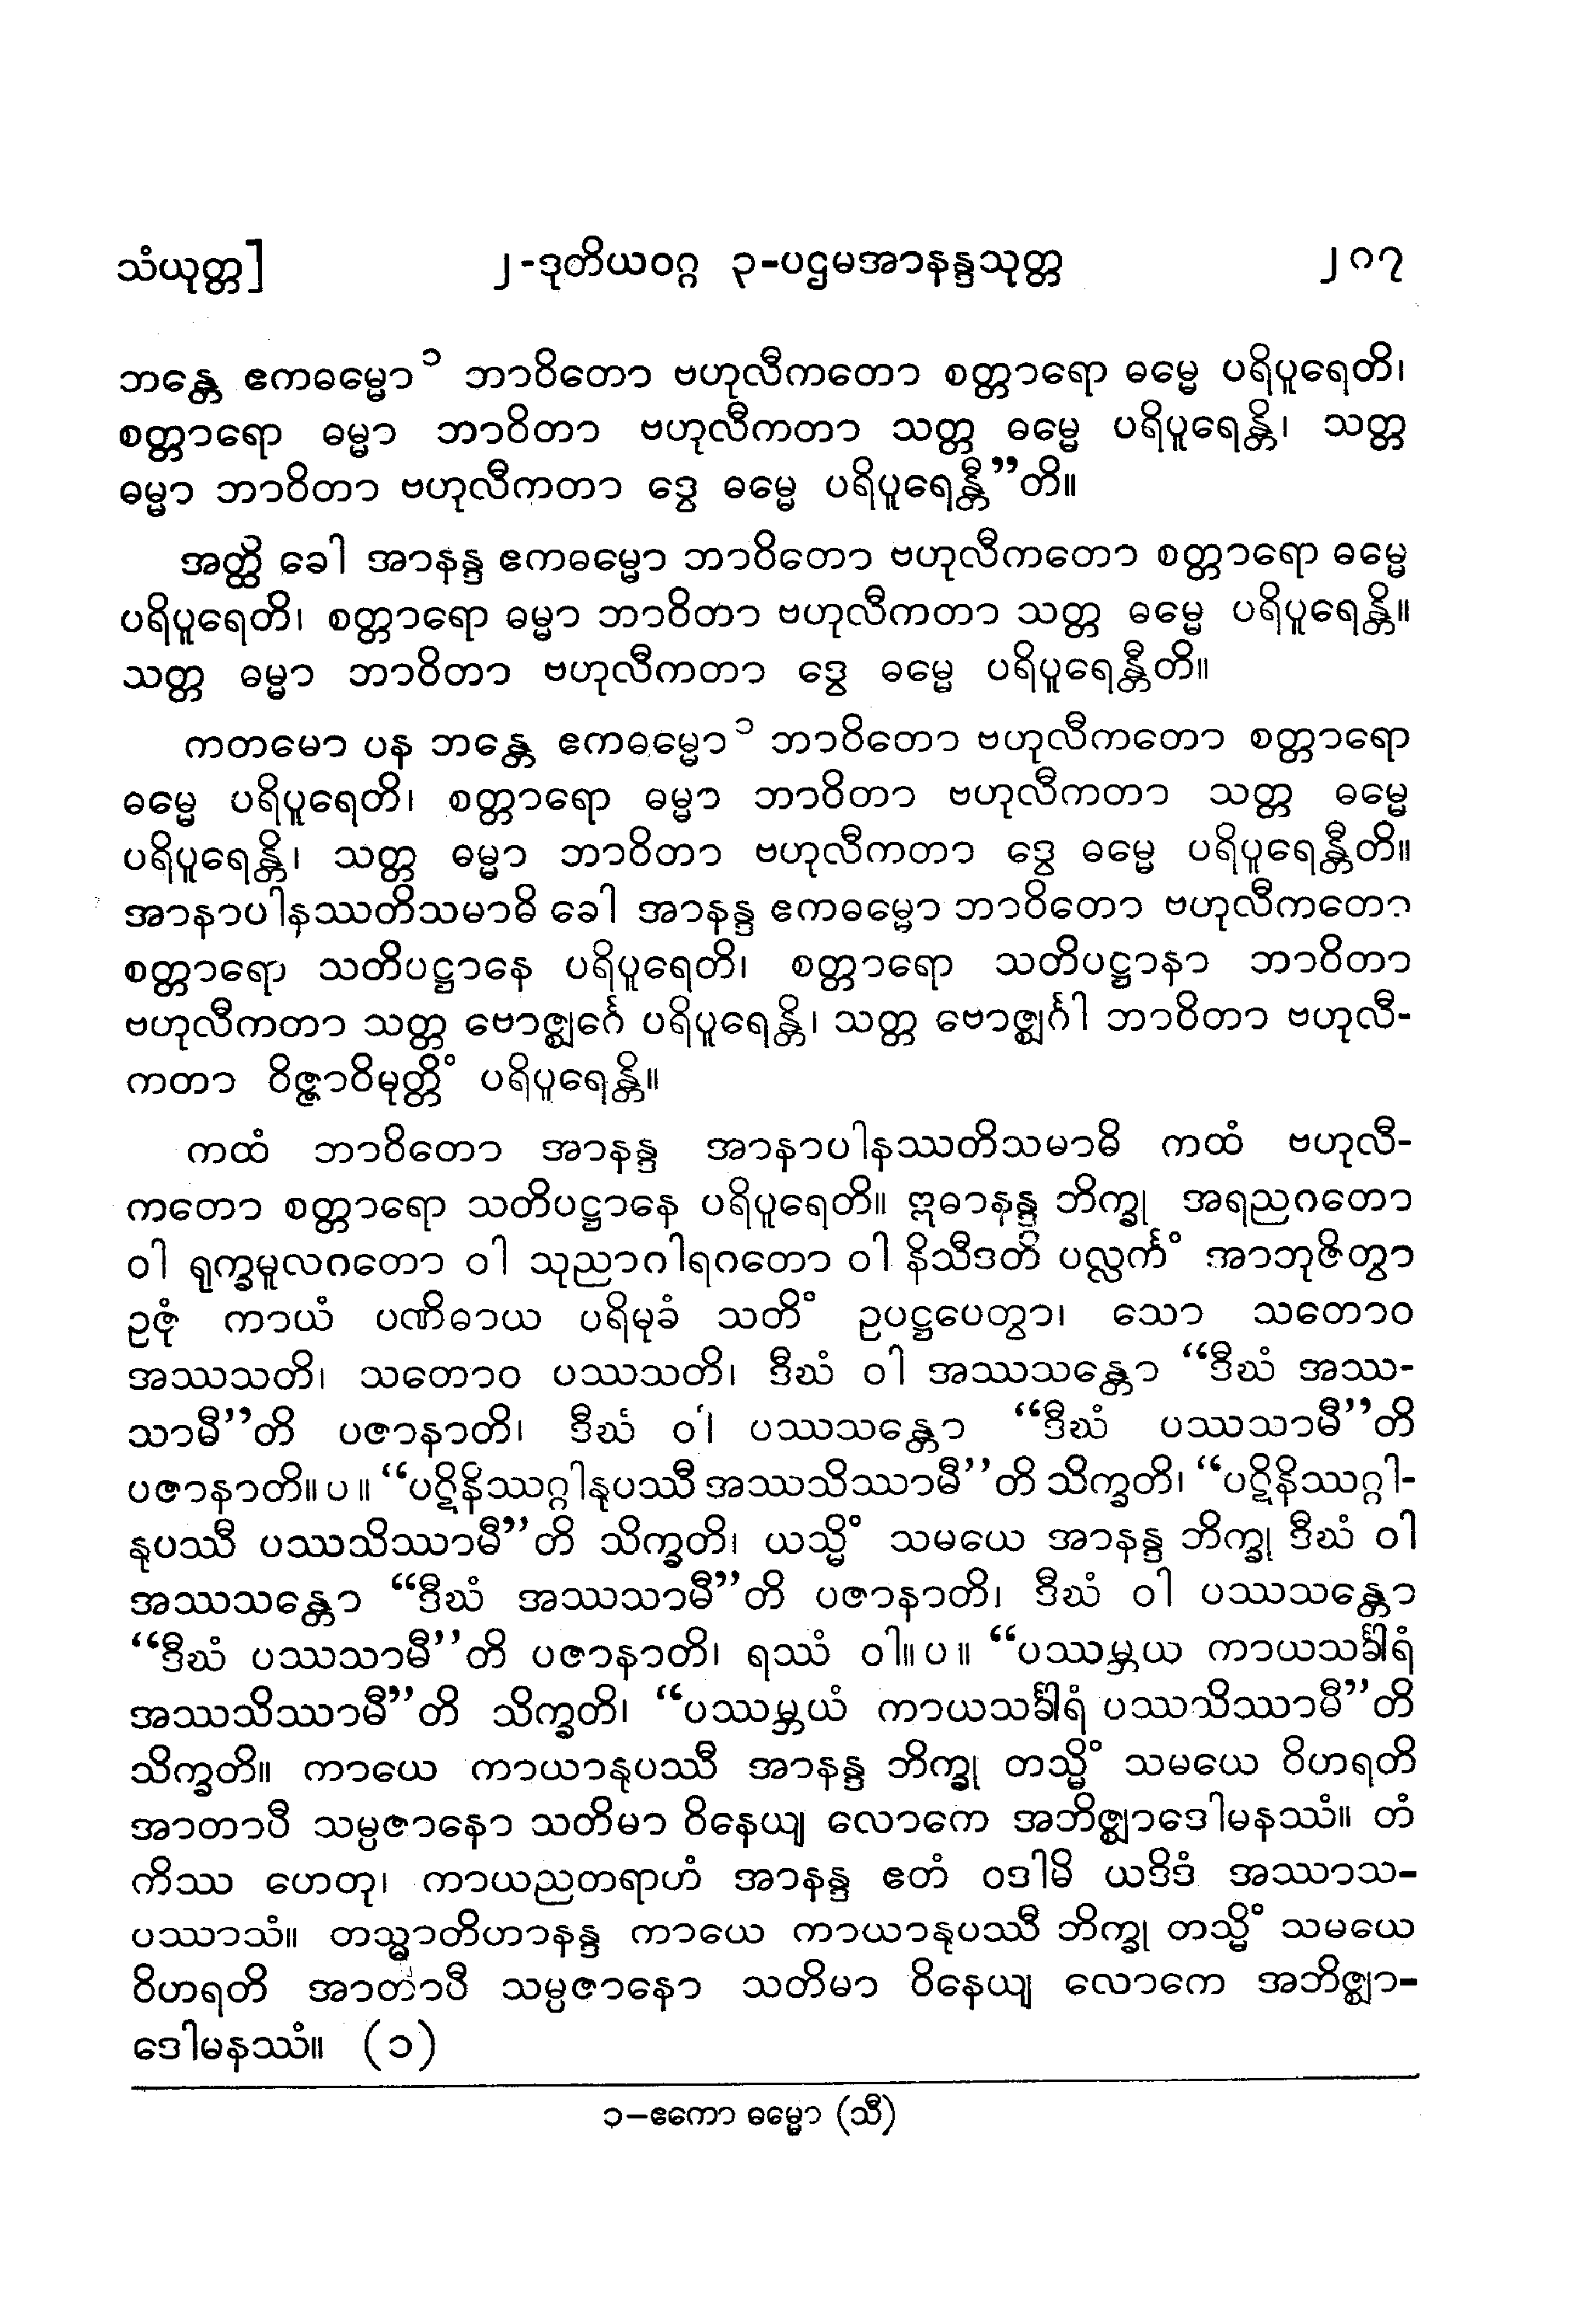 သံယုတ္တ]	၂-ဒုတိယဝဂ္ဂ ၃-ပဌမအာနန္ဒသုတ္တ	၂၈၇
ဘန္တေ ဧကဓမ္မော ၁ ဘာဝိတော ဗဟုလီကတော စတ္တာရော ဓမ္မေ ပရိပူရေတိ၊
စတ္တာရော ဓမ္မာ ဘာဝိတာ ဗဟုလီကတာ သတ္တ ဓမ္မေ ပရိပူရေန္တိ၊ သတ္တ
ဓမ္မာ ဘာဝိတာ ဗဟုလီကတာ ဒွေ ဓမ္မေ ပရိပူရေန္တီ”တိ။
အတ္ထိ ခေါ အာနန္ဒ ဧကဓမ္မော ဘာဝိတော ဗဟုလီကတော စတ္တာရော ဓမ္မေ
ပရိပူရေတိ၊ စတ္တာရော ဓမ္မာ ဘာဝိတာ ဗဟုလီကတာ သတ္တ ဓမ္မေ ပရိပူရေန္တိ။
သတ္တ ဓမ္မာ ဘာဝိတာ ဗဟုလီကတာ ဒွေ ဓမ္မေ ပရိပူရေန္တီတိ။
ကတမော ပန ဘန္တေ ဧကဓမ္မော ၁ ဘာဝိတော ဗဟုလီကတော စတ္တာရော
ဓမ္မေ ပရိပူရေတိ၊ စတ္တာရော ဓမ္မာ ဘာဝိတာ ဗဟုလီကတာ သတ္တ ဓမ္မေ
ပရိပူရေန္တိ၊ သတ္တ ဓမ္မာ ဘာဝိတာ ဗဟုလီကတာ ဒွေ ဓမ္မေ ပရိပူရေန္တီတိ။
အာနာပါနဿတိသမာဓိ ခေါ အာနန္ဒ ဧကဓမ္မော ဘာဝိတော ဗဟုလီကတော
စတ္တာရော သတိပဋ္ဌာနေ ပရိပူရေတိ၊ စတ္တာရော သတိပဋ္ဌာနာ ဘာဝိတာ
ဗဟုလီကတာ သတ္တ ဗောဇ္ဈင်္ဂေ ပရိပူရေန္တိ၊ သတ္တ ဗောဇ္ဈင်္ဂါ ဘာဝိတာ ဗဟုလီ-
ကတာ ဝိဇ္ဇာဝိမုတ္တိံ ပရိပူရေန္တိ။
ကထံ ဘာဝိတော အာနန္ဒ အာနာပါနဿတိသမာဓိ ကထံ ဗဟုလီ-
ကတော စတ္တာရော သတိပဋ္ဌာနေ ပရိပူရေတိ။ ဣဓာနန္ဒ ဘိက္ခု အရညဂတော
ဝါ ရုက္ခမူလဂတော ဝါ သုညာဂါရဂတော ဝါ နိသီဒတိ ပလ္လင်္ကံ အာဘုဇိတွာ
ဥဇုံ ကာယံ ပဏိဓာယ ပရိမုခံ သတိံ ဥပဋ္ဌပေတွာ၊ သော သတောဝ
အဿသတိ၊ သတောဝ ပဿသတိ၊ ဒီဃံ ဝါ အဿသန္တော “ဒီဃံ အဿ-
သာမီ”တိ ပဇာနာတိ၊ ဒီဃံ ဝါ ပဿသန္တော “ဒီဃံ ပဿသာမီ”တိ
ပဇာနာတိ။ ပ။ “ပဋိနိဿဂ္ဂါနုပဿီ အဿသိဿာမီ”တိ သိက္ခတိ၊ “ပဋိနိဿဂ္ဂါ-
နုပဿီ ပဿသိဿာမီ”တိ သိက္ခတိ၊ ယသ္မိံ သမယေ အာနန္ဒ ဘိက္ခု ဒီဃံ ဝါ
အဿသန္တော “ဒီဃံ အဿသာမီ”တိ ပဇာနာတိ၊ ဒီဃံ ဝါ ပဿသန္တော
“ဒီဃံ ပဿသာမီ”တိ ပဇာနာတိ၊ ရဿံ ဝါ။ ပ။ “ပဿမ္ဘယ ကာယသင်္ခါရံ
အဿသိဿာမီ”တိ သိက္ခတိ၊ “ပဿမ္ဘယံ ကာယသင်္ခါရံ ပဿသိဿာမီ”တိ
သိက္ခတိ။ ကာယေ ကာယာနုပဿီ အာနန္ဒ ဘိက္ခု တသ္မိံ သမယေ ဝိဟရတိ
အာတာပီ သမ္ပဇာနော သတိမာ ဝိနေယျ လောကေ အဘိဇ္ဈာဒေါမနဿံ။ တံ
ကိဿ ဟေတု၊ ကာယညတရာဟံ အာနန္ဒ ဧတံ ဝဒါမိ ယဒိဒံ အဿာသ-
ပဿာသံ။ တသ္မာတိဟာနန္ဒ ကာယေ ကာယာနုပဿီ ဘိက္ခု တသ္မိံ သမယေ
ဝိဟရတိ အာတာပီ သမ္ပဇာနော သတိမာ ဝိနေယျ လောကေ အဘိဇ္ဈာ-
ဒေါမနဿံ။ (၁)
၁–ဧကော ဓမ္မော (သီ)